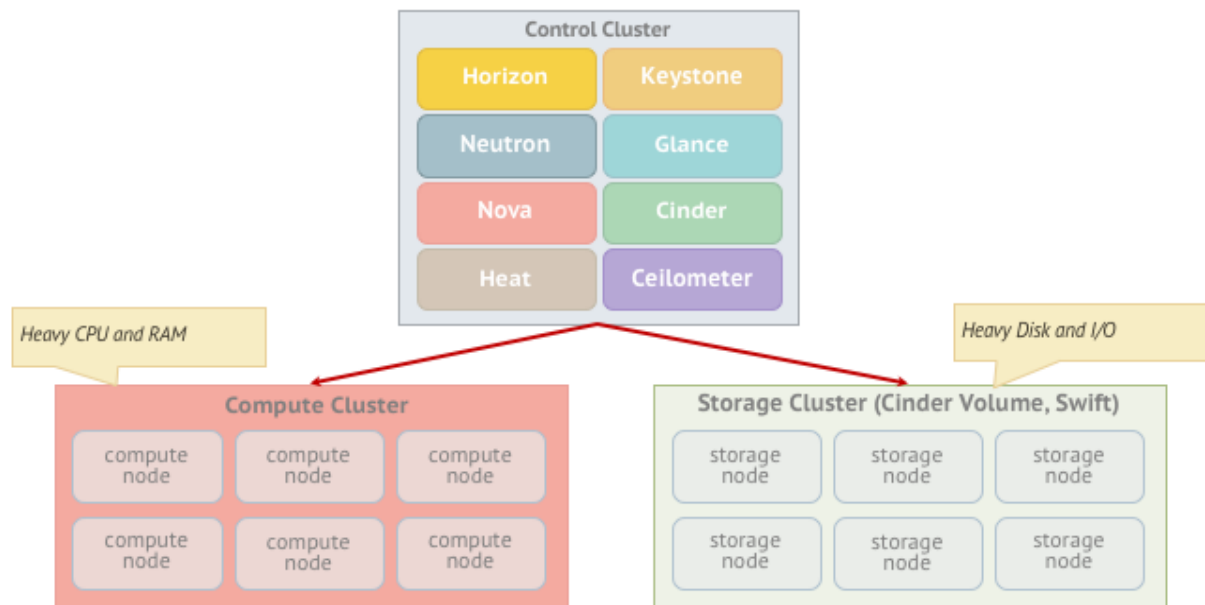 Control Cluster
Horizon
Keystone
Neutron
Glance
Nova
Cinder
Heat
Ceilometer
Heavy CPU and RAM
Heavy Disk and I/O
Compute Cluster
compute
node
compute
node
compute
node
compute
node
compute
node
compute
node
Storage Cluster (Cinder Volume, Swift)
storage
node
storage
node
storage
node
storage
node
storage
node
storage
node